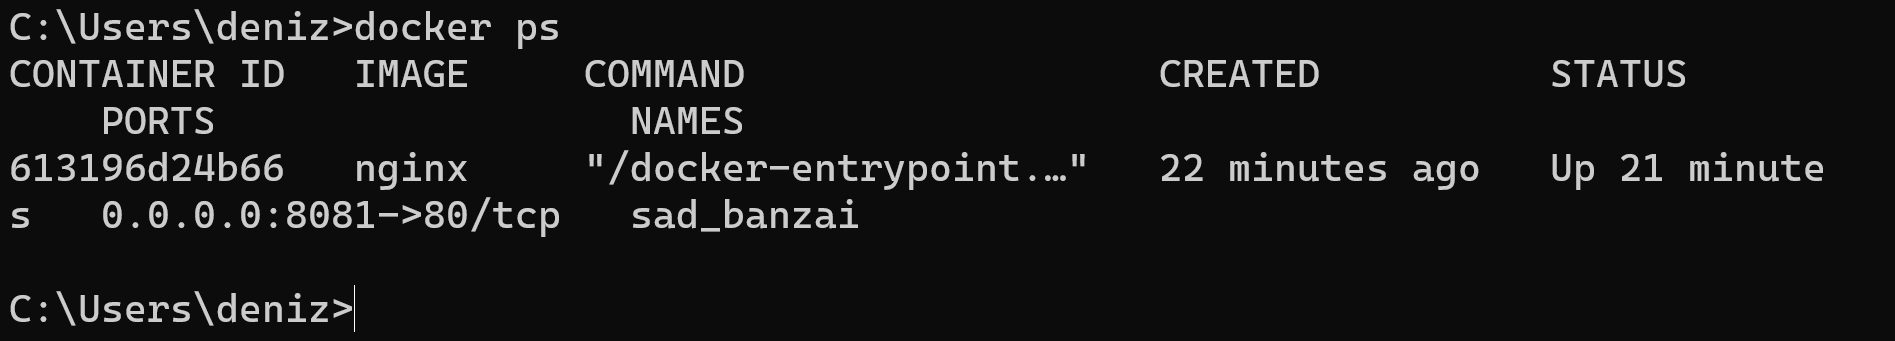 C:\Users\deniz>docker ps
CONTAINER ID   IMAGE     COMMAND                  CREATED          STATUS
    PORTS                  NAMES
613196d24b66   nginx     "/docker-entrypoint.…"   22 minutes ago   Up 21 minute
s   0.0.0.0:8081->80/tcp   sad_banzai
C:\Users\deniz>